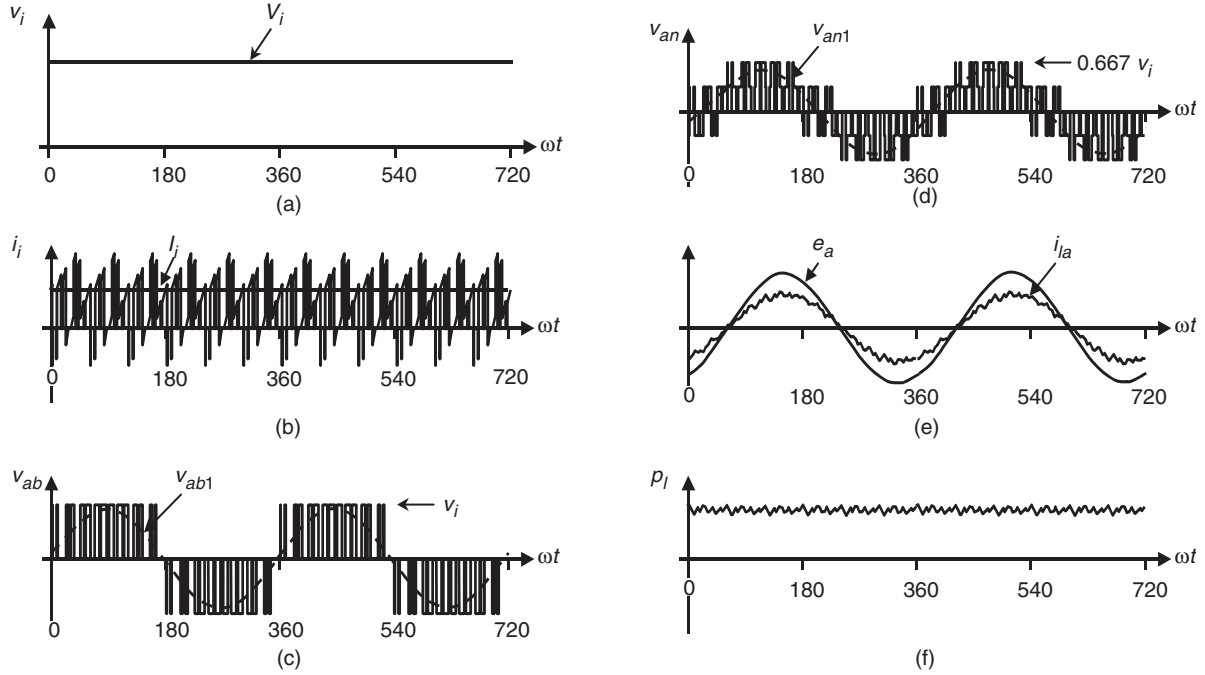 v_i
V_i
ωt
0 180 360 540 720
(a)
i_i
I_i
ωt
0 180 360 540 720
(b)
v_ab
v_ab1
v_i
ωt
0 180 360 540 720
(c)
v_an
v_an1
0.667 v_i
ωt
0 180 360 540 720
(d)
e_a
i_la
ωt
0 180 360 540 720
(e)
p_l
ωt
0 180 360 540 720
(f)